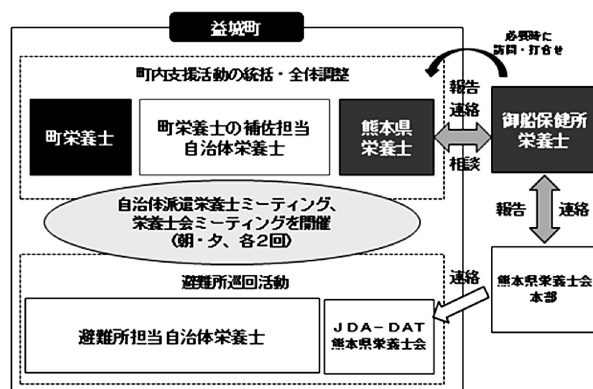 益城町
必要時に
訪問・打合せ
町内支援活動の統括・全体調整
報告
連絡
相談
町栄養士
町栄養士の補佐担当
自治体栄養士
熊本県
栄養士
御船保健所
栄養士
自治体派遣栄養士ミーティング、
栄養士会ミーティングを開催
（朝・夕、各2回）
報告
連絡
避難所巡回活動
連絡
熊本県栄養士会
本部
避難所担当自治体栄養士
JDA－DAT
熊本県栄養士会